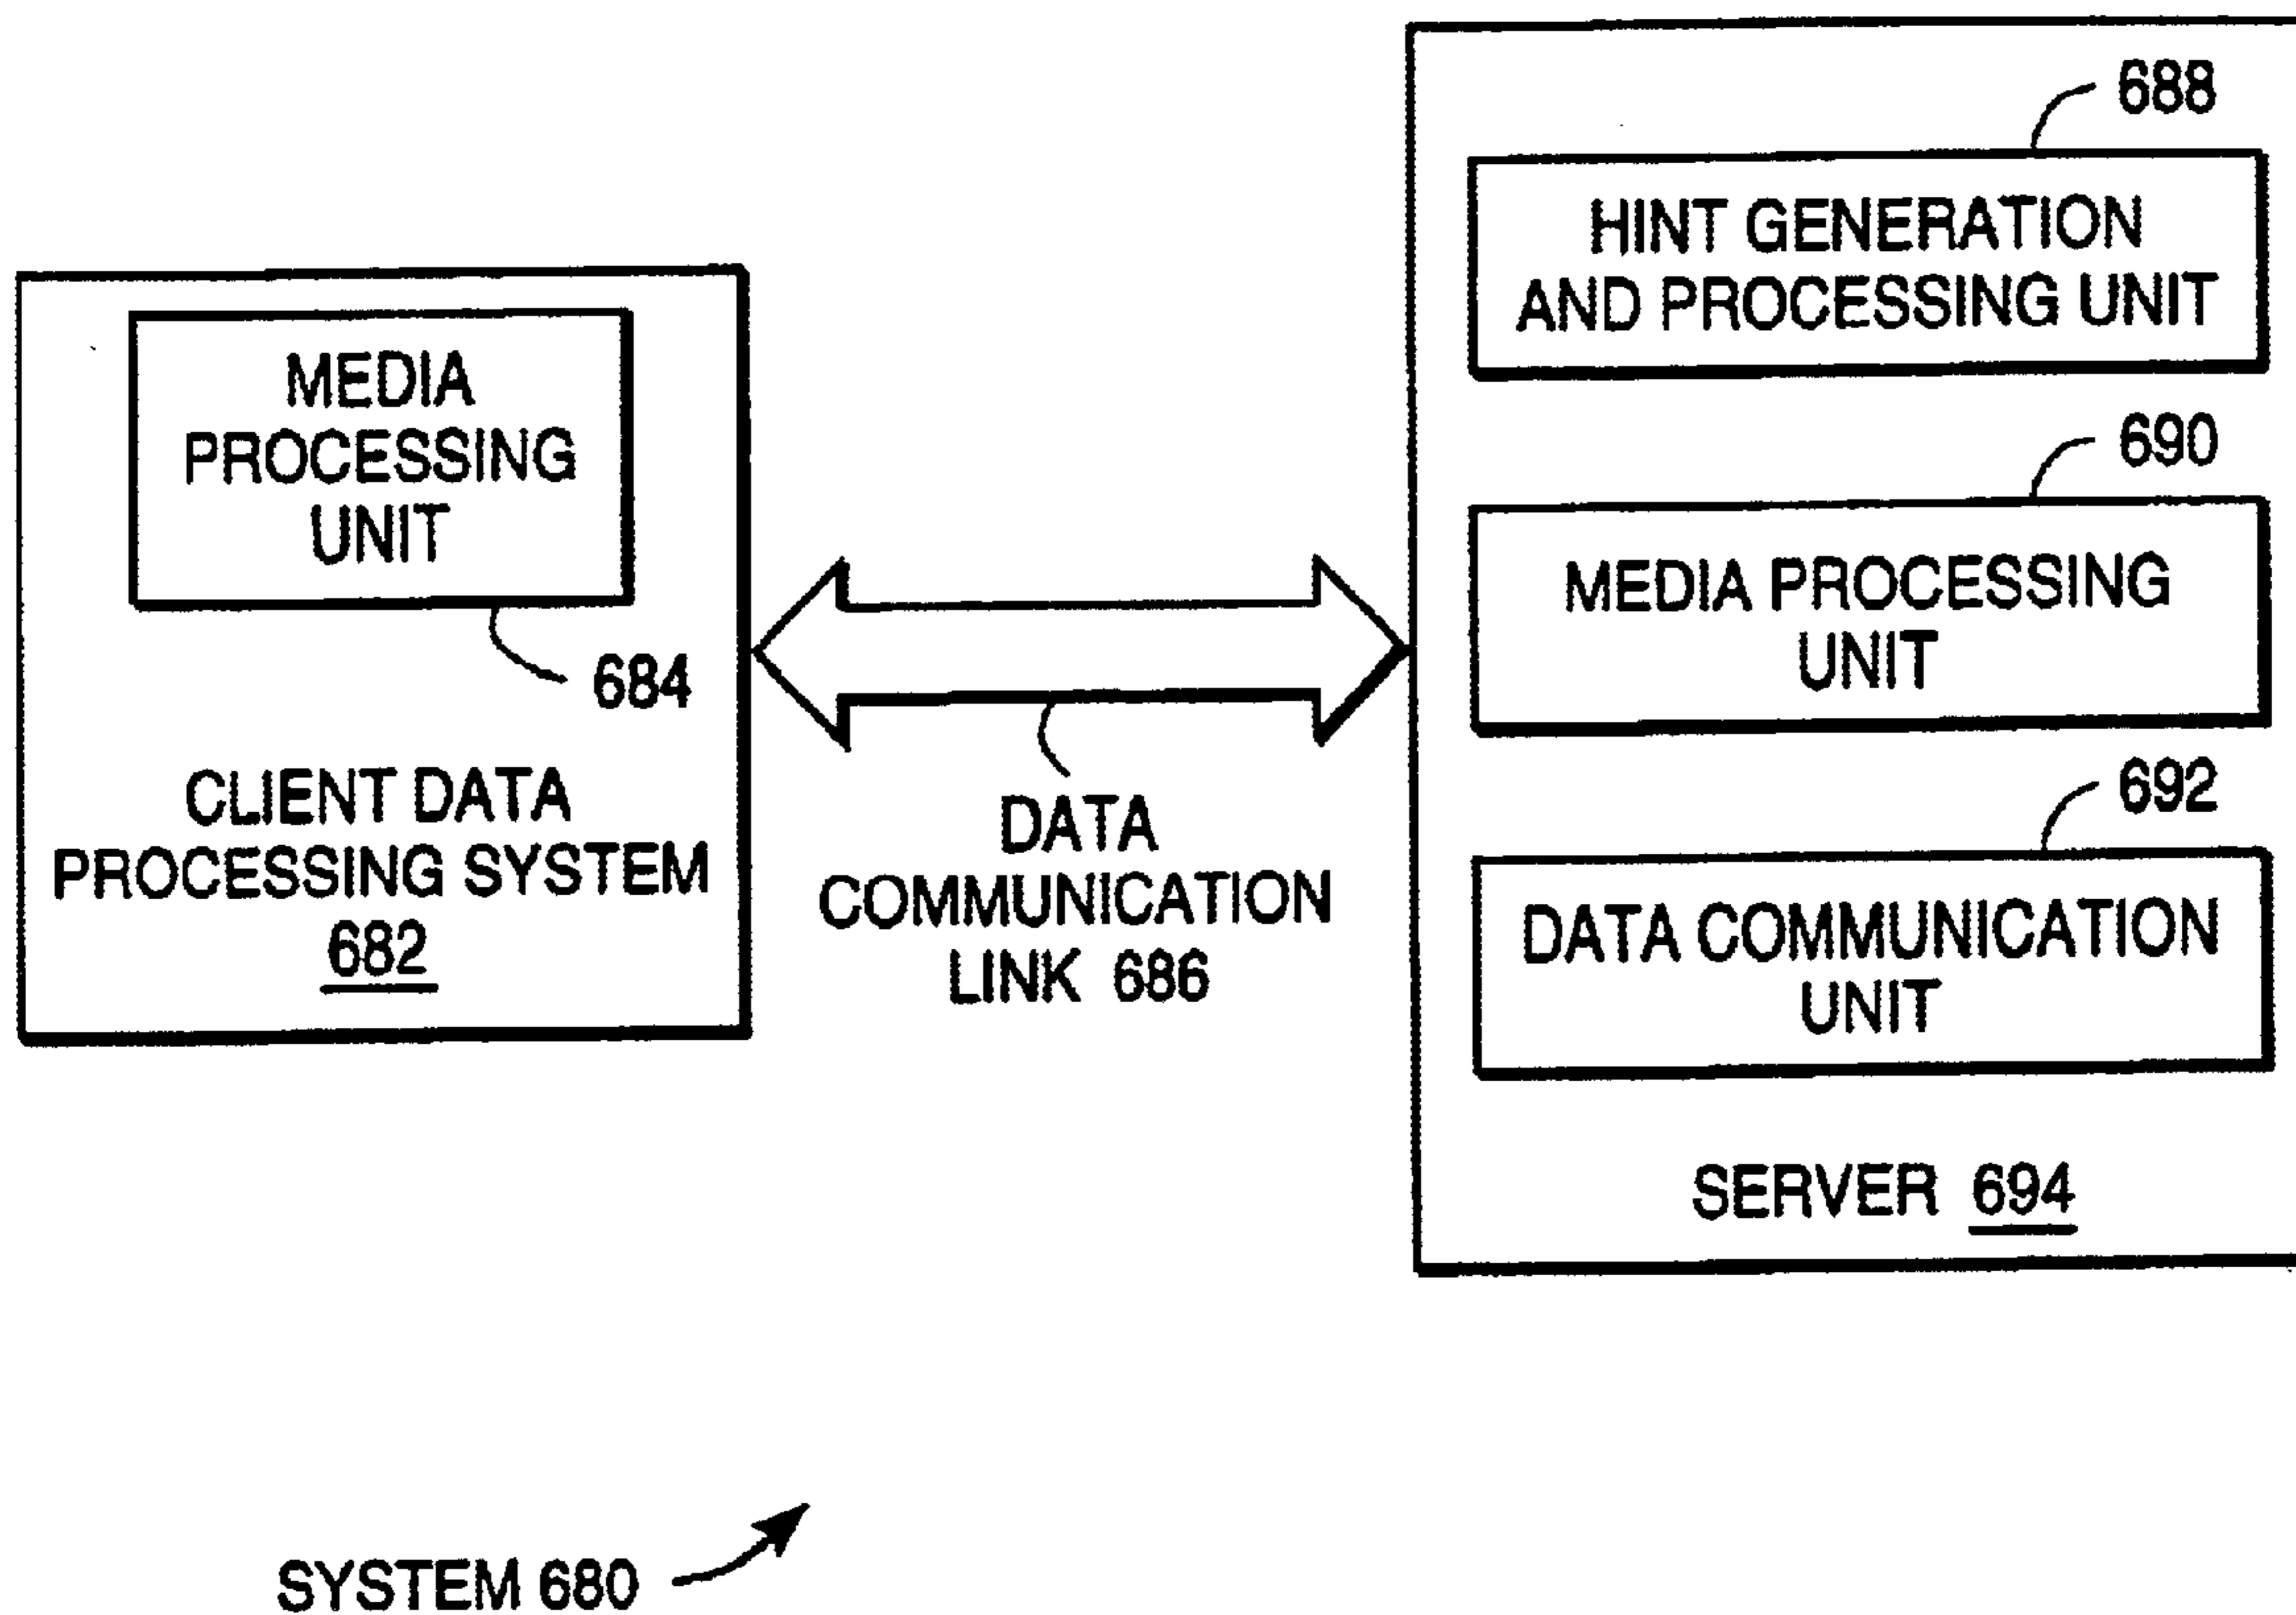 MEDIA
PROCESSING
UNIT
684
CLIENT DATA
PROCESSING SYSTEM
682
DATA
COMMUNICATION
LINK 686
688
HINT GENERATION
AND PROCESSING UNIT
690
MEDIA PROCESSING
UNIT
692
DATA COMMUNICATION
UNIT
SERVER 694
SYSTEM 680